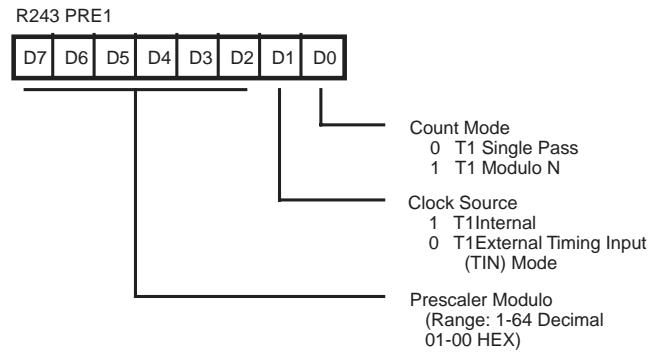 R243 PRE1
D7 D6 D5 D4 D3 D2 D1 D0
Count Mode
0 T1 Single Pass
1 T1 Modulo N
Clock Source
1 T1Internal
0 T1External Timing Input
(TIN) Mode
Prescaler Modulo
(Range: 1-64 Decimal
01-00 HEX)